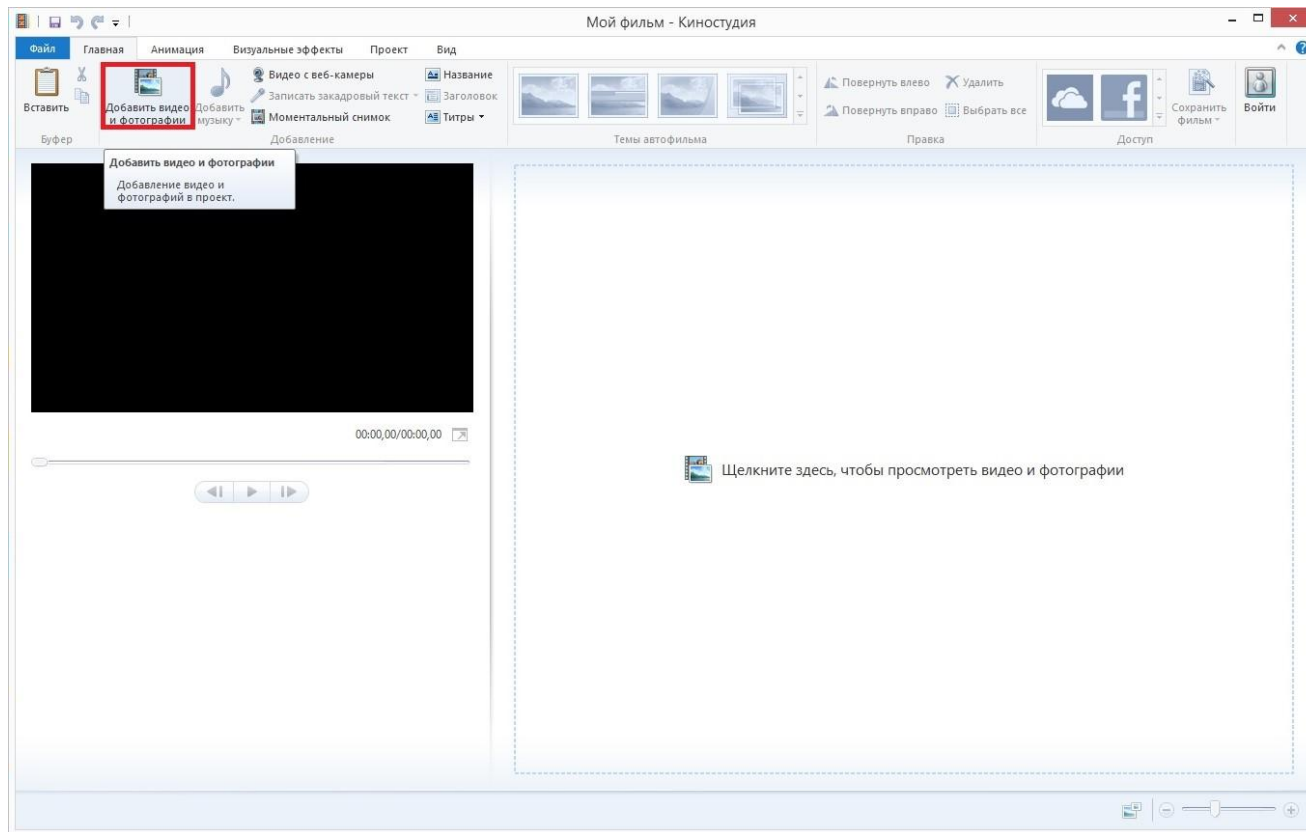 Мой фильм - Киностудия
Файл Главная Анимация Визуальные эффекты Проект Вид
Вставить
Добавить видео и фотографии
Добавить музыку
Видео с веб-камеры
Записать закадровый текст
Моментальный снимок
Название
Заголовок
Титры
Повернуть влево
Повернуть вправо
Удалить
Выбрать все
Сохранить фильм
Войти
Буфер
Добавление
Темы автофильма
Правка
Доступ
Добавить видео и фотографии
Добавление видео и
фотографий в проект.
00:00,00/00:00,00
Щелкните здесь, чтобы просмотреть видео и фотографии